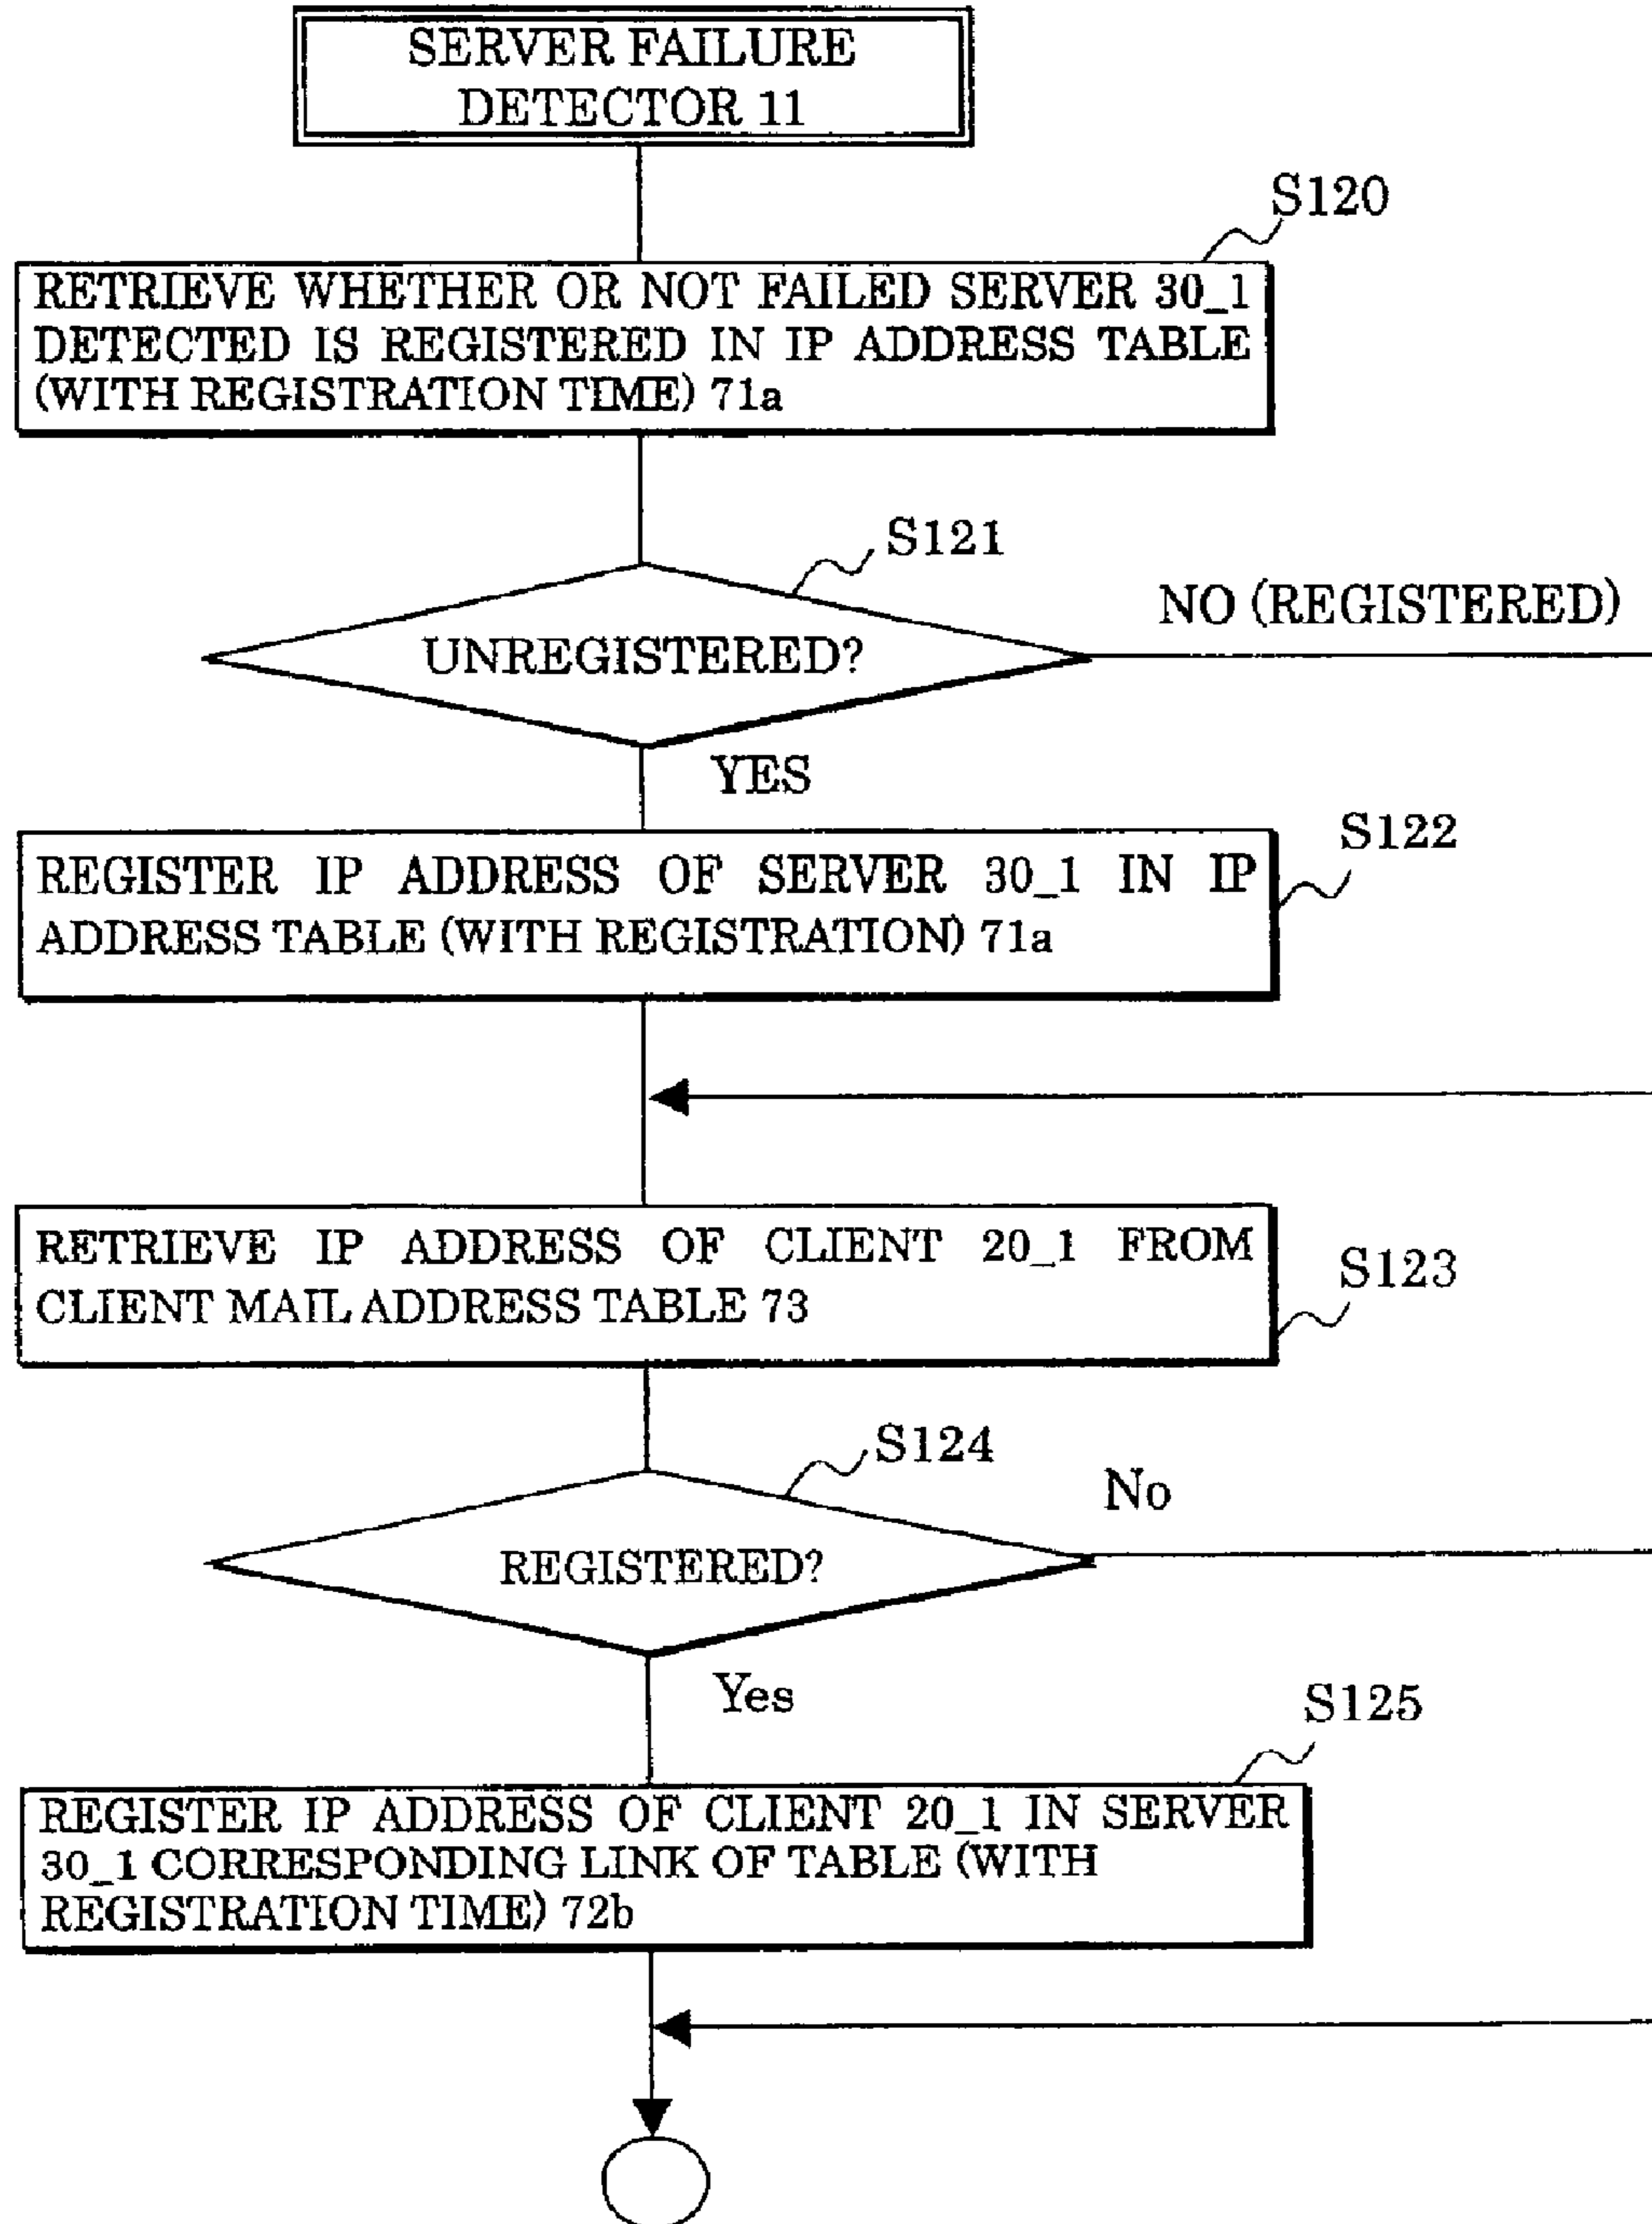 SERVER FAILURE
DETECTOR 11
S120
RETRIEVE WHETHER OR NOT FAILED SERVER 30_1
DETECTED IS REGISTERED IN IP ADDRESS TABLE
(WITH REGISTRATION TIME) 71a
S121
NO (REGISTERED)
UNREGISTERED?
YES
S122
REGISTER IP ADDRESS OF SERVER 30_1 IN IP
ADDRESS TABLE (WITH REGISTRATION) 71a
RETRIEVE IP ADDRESS OF CLIENT 20_1 FROM
CLIENT MAIL ADDRESS TABLE 73
S123
S124
No
REGISTERED?
Yes
S125
REGISTER IP ADDRESS OF CLIENT 20_1 IN SERVER
30_1 CORRESPONDING LINK OF TABLE (WITH
REGISTRATION TIME) 72b